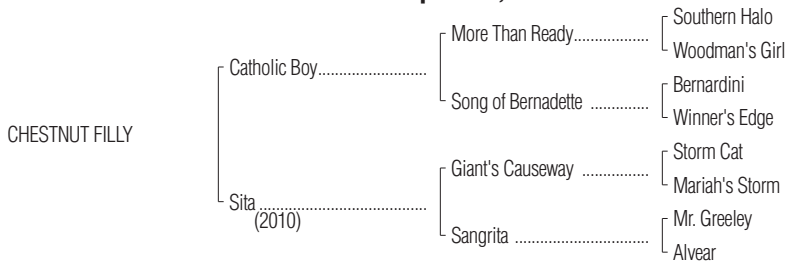 Southern Halo
More Than Ready..................
Woodman's Girl
Catholic Boy..........................
Bernardini
Song of Bernadette ..............
Winner's Edge
CHESTNUT FILLY
Storm Cat
Giant's Causeway ................
Mariah's Storm
Sita ........................................
(2010)
Mr. Greeley
Sangrita ................................
Alvear